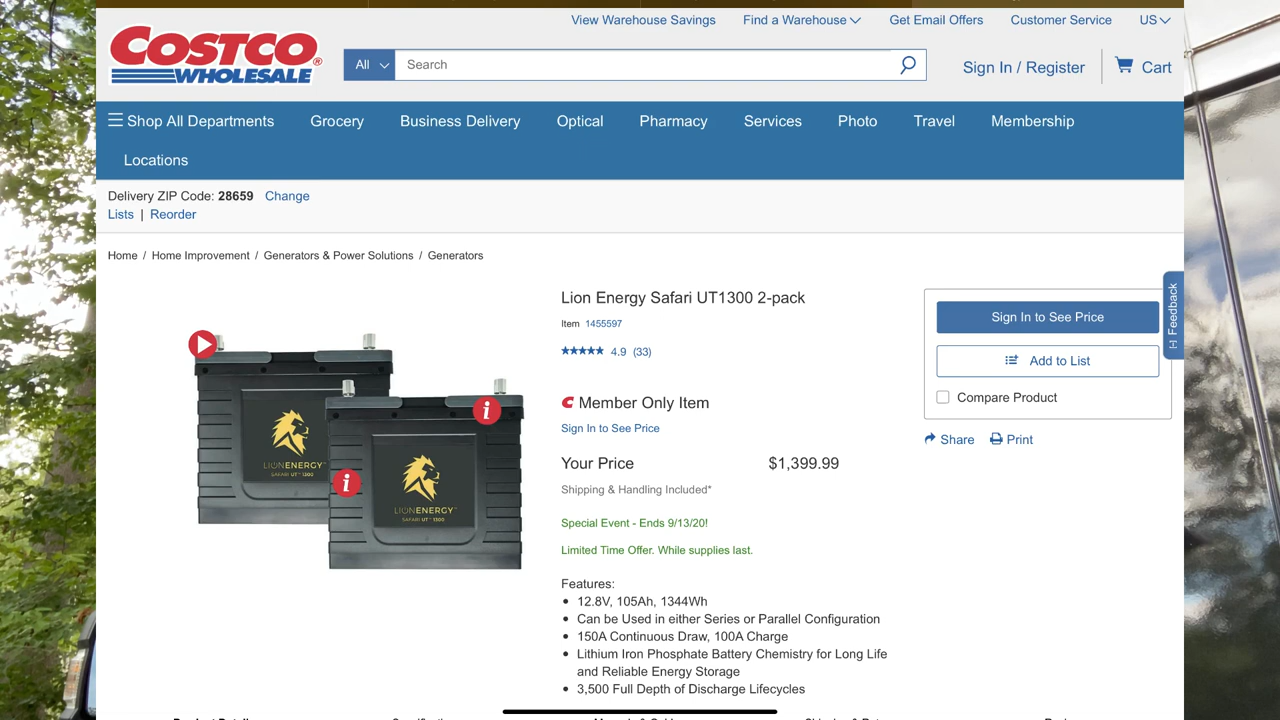 View Warehouse Savings Find a Warehouse Get Email Offers Customer Service US
COSTCO
WHOLESALE
All Search
Sign In / Register Cart
Shop All Departments Grocery Business Delivery Optical Pharmacy Services Photo Travel Membership
Locations
Delivery ZIP Code: 28659 Change
Lists | Reorder
Home / Home Improvement / Generators & Power Solutions / Generators
Lion Energy Safari UT1300 2-pack
Item 1455597
4.9 (33)
Member Only Item
Sign In to See Price
Your Price $1,399.99
Shipping & Handling Included*
Special Event - Ends 9/13/20!
Limited Time Offer. While supplies last.
Features:
• 12.8V, 105Ah, 1344Wh
• Can be Used in either Series or Parallel Configuration
• 150A Continuous Draw, 100A Charge
• Lithium Iron Phosphate Battery Chemistry for Long Life
and Reliable Energy Storage
• 3,500 Full Depth of Discharge Lifecycles
Sign In to See Price
Add to List
Compare Product
Share Print
[-] Feedback
LIONENERGY
SAFARI UT™ 1300
LIONENERGY™
SAFARI UT™ 1300